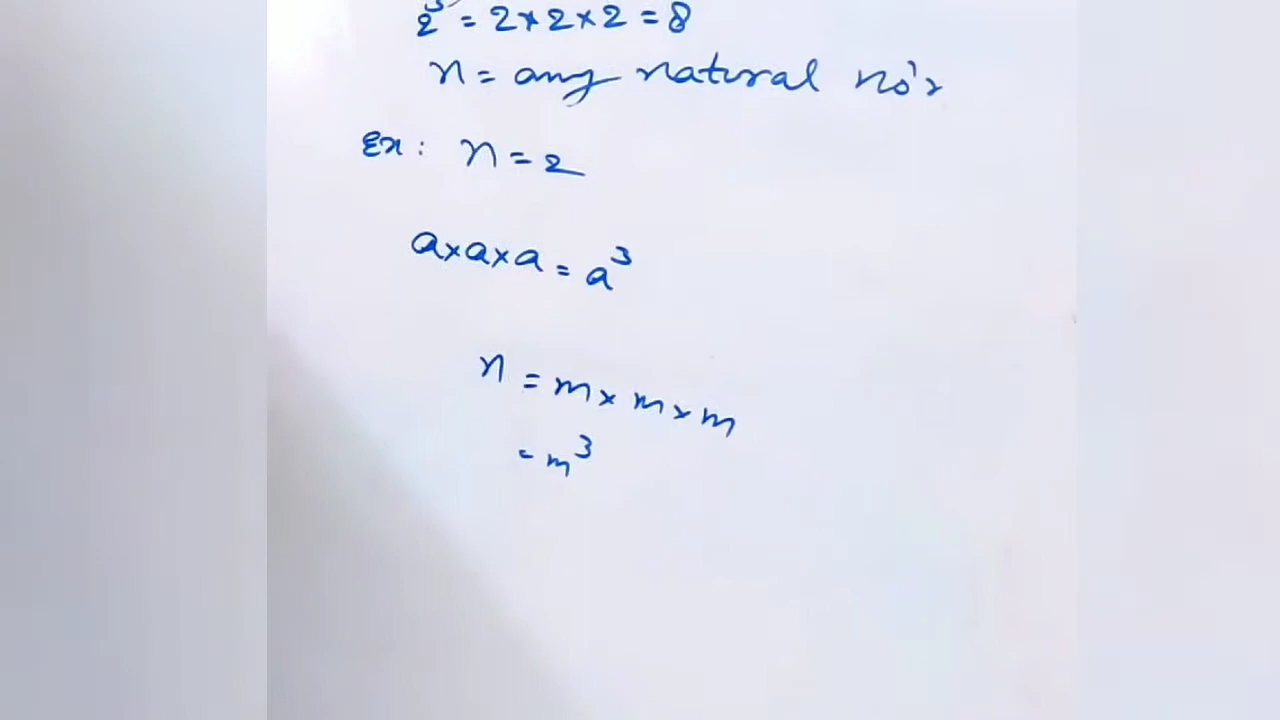 2³ = 2×2×2 = 8
n = any natural no's
Ex: n = 2
a×a×a = a³
n = m×m×m
= m³